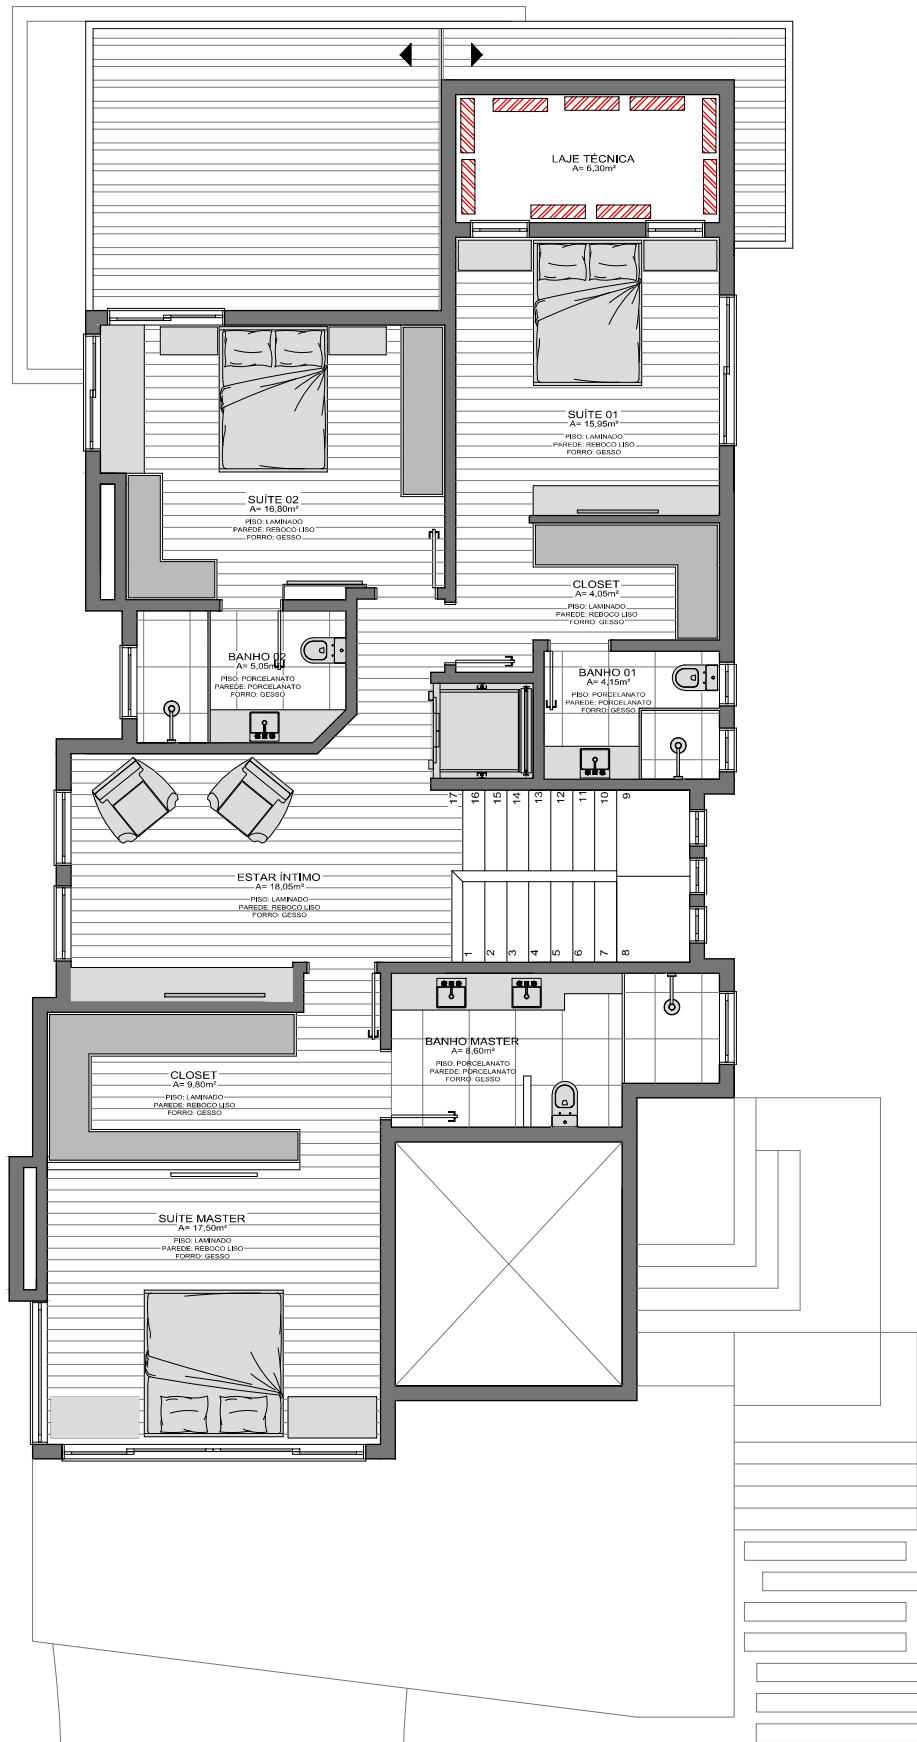 LAJE TÉCNICA
A= 6,30m²
SUÍTE 01
A= 15,95m²
PISO: LAMINADO
PAREDE: REBOCO LISO
FORRO: GESSO
SUÍTE 02
A= 16,80m²
PISO: LAMINADO
PAREDE: REBOCO LISO
FORRO: GESSO
CLOSET
A= 4,05m²
PISO: LAMINADO
PAREDE: REBOCO LISO
FORRO: GESSO
BANHO 02
A= 5,05m²
PISO: PORCELANATO
PAREDE: PORCELANATO
FORRO: GESSO
BANHO 01
A= 4,15m²
PISO: PORCELANATO
PAREDE: PORCELANATO
FORRO: GESSO
17 16 15 14 13 12 11 10 9
ESTAR ÍNTIMO
A= 18,05m²
PISO: LAMINADO
PAREDE: REBOCO LISO
FORRO: GESSO
1 2 3 4 5 6 7 8
BANHO MASTER
A= 8,60m²
PISO: PORCELANATO
PAREDE: PORCELANATO
FORRO: GESSO
CLOSET
A= 9,80m²
PISO: LAMINADO
PAREDE: REBOCO LISO
FORRO: GESSO
SUÍTE MASTER
A= 17,50m²
PISO: LAMINADO
PAREDE: REBOCO LISO
FORRO: GESSO